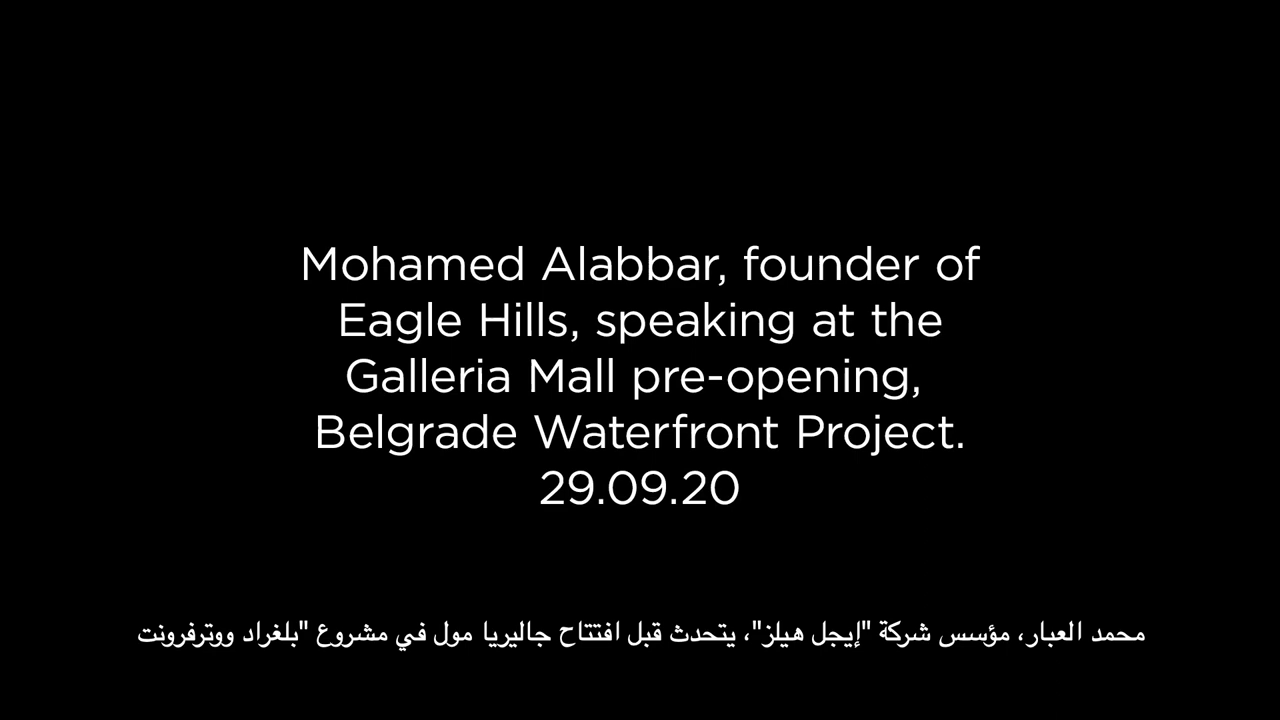 Mohamed Alabbar, founder of
Eagle Hills, speaking at the
Galleria Mall pre-opening,
Belgrade Waterfront Project.
29.09.20
محمد العبار، مؤسس شركة "إيجل هيلز"، يتحدث قبل افتتاح جاليريا مول في مشروع "بلغراد ووترفرونت